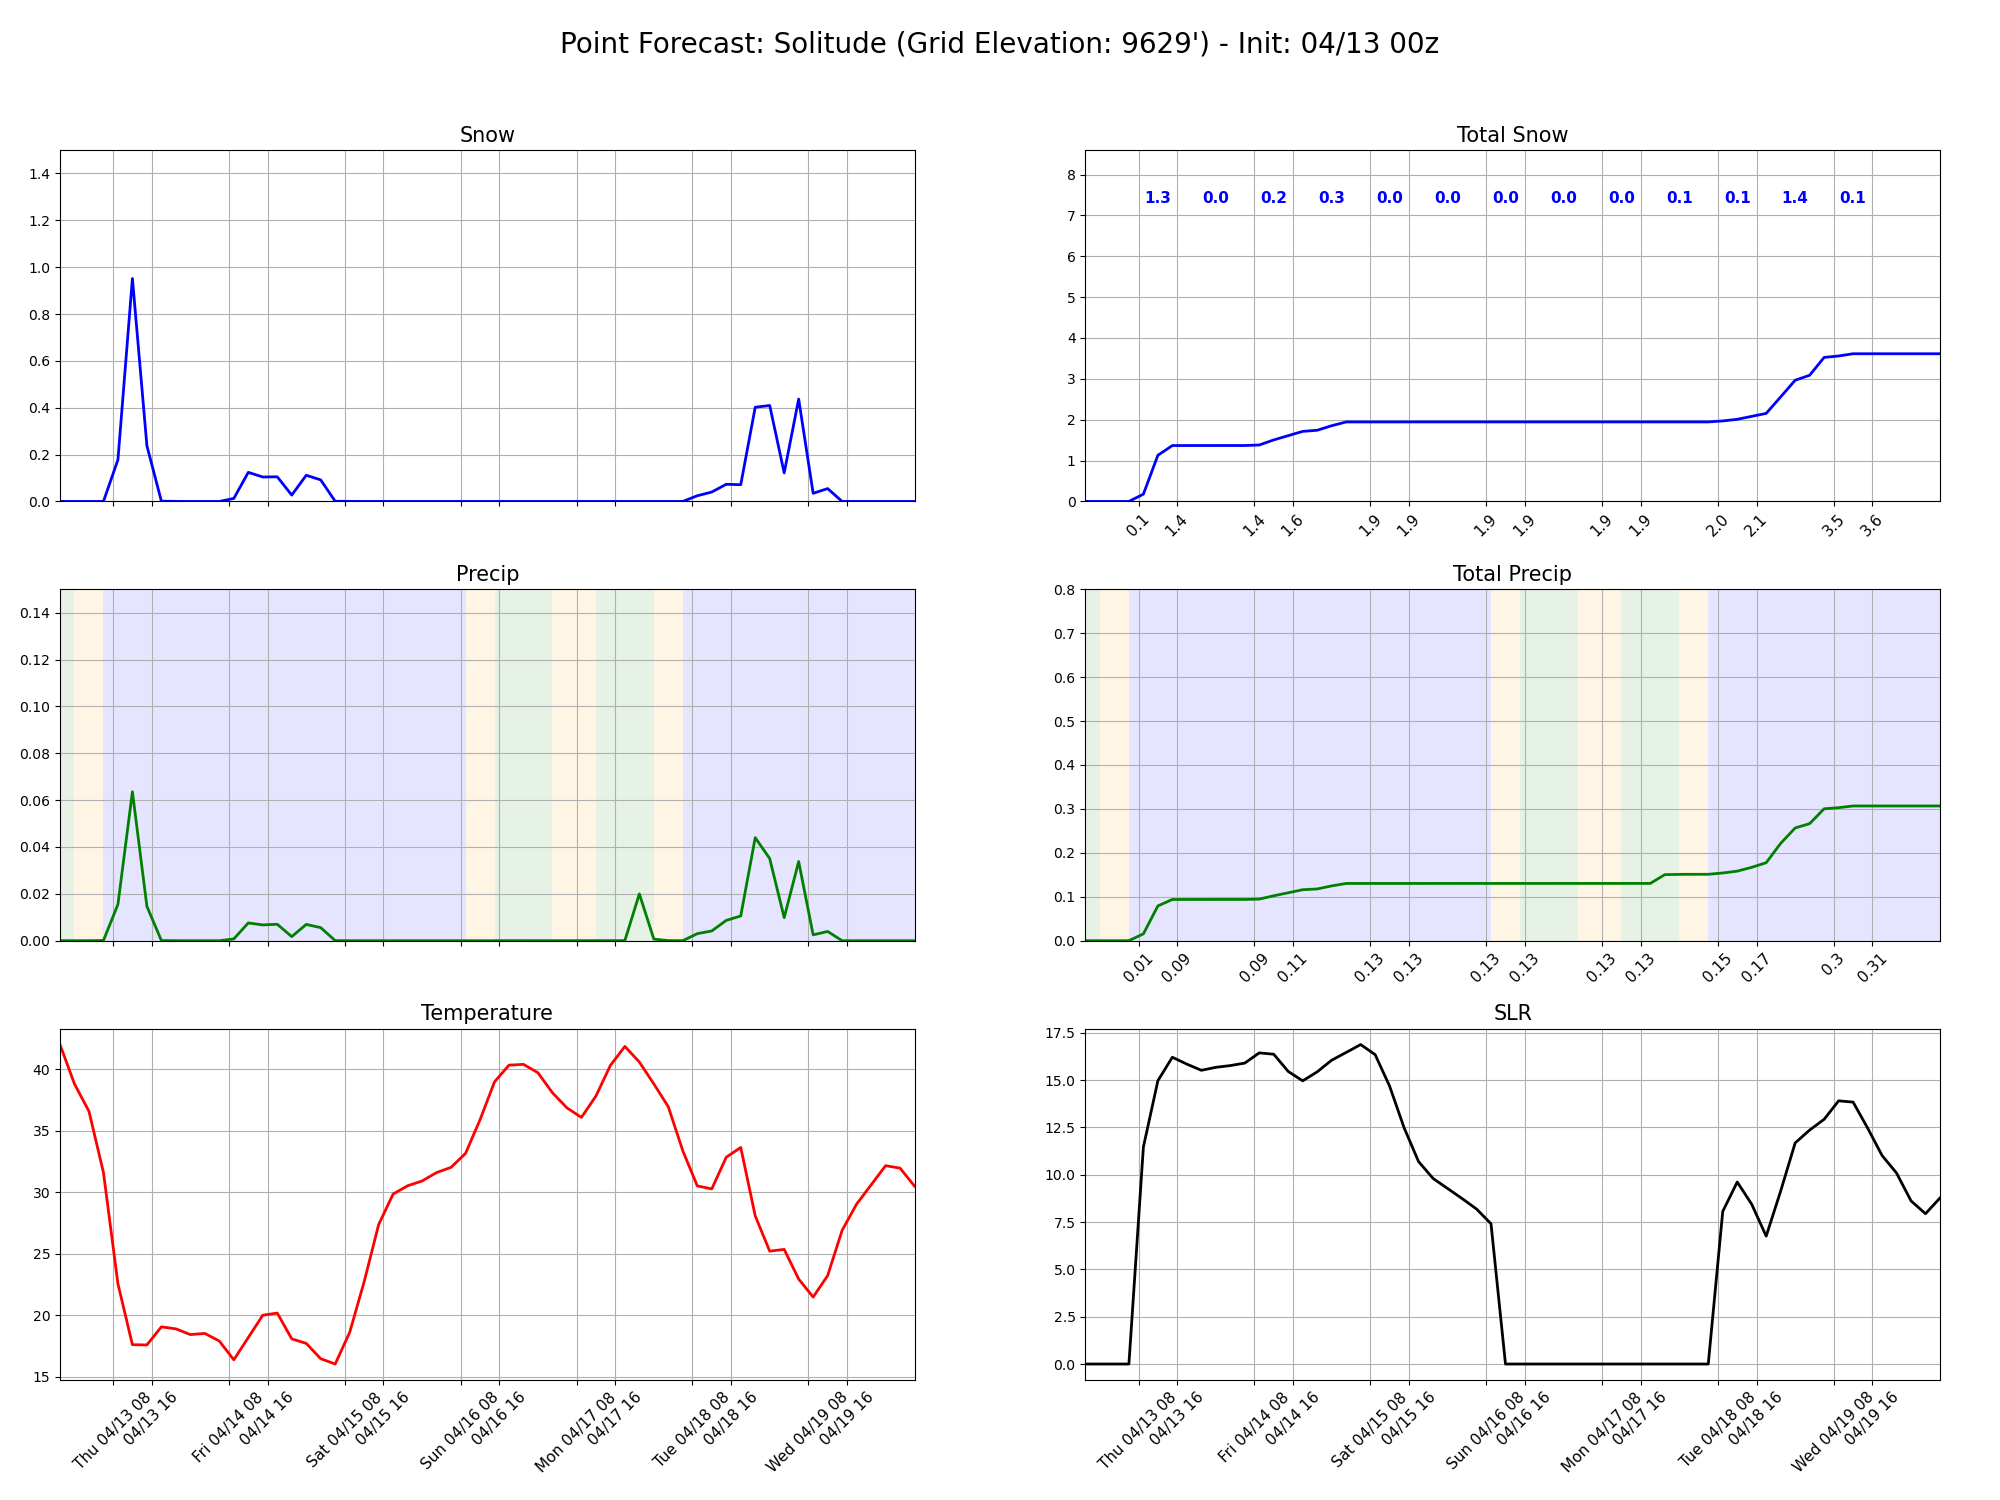 Point Forecast: Solitude (Grid Elevation: 9629') - Init: 04/13 00z
Snow
1.4
1.2
1.0
0.8
0.6
0.4
0.2
0.0
Total Snow
8
7
6
5
4
3
2
1
0
1.3 0.0 0.2 0.3 0.0 0.0 0.0 0.0 0.0 0.1 0.1 1.4 0.1
0.1 1.4 1.4 1.6 1.9 1.9 1.9 1.9 1.9 1.9 2.0 2.1 3.5 3.6
Precip
0.14
0.12
0.10
0.08
0.06
0.04
0.02
0.00
Total Precip
0.8
0.7
0.6
0.5
0.4
0.3
0.2
0.1
0.0
0.01 0.09 0.09 0.11 0.13 0.13 0.13 0.13 0.13 0.13 0.15 0.17 0.3 0.31
Temperature
40
35
30
25
20
15
Thu 04/13 08
04/13 16
Fri 04/14 08
04/14 16
Sat 04/15 08
04/15 16
Sun 04/16 08
04/16 16
Mon 04/17 08
04/17 16
Tue 04/18 08
04/18 16
Wed 04/19 08
04/19 16
SLR
17.5
15.0
12.5
10.0
7.5
5.0
2.5
0.0
Thu 04/13 08
04/13 16
Fri 04/14 08
04/14 16
Sat 04/15 08
04/15 16
Sun 04/16 08
04/16 16
Mon 04/17 08
04/17 16
Tue 04/18 08
04/18 16
Wed 04/19 08
04/19 16